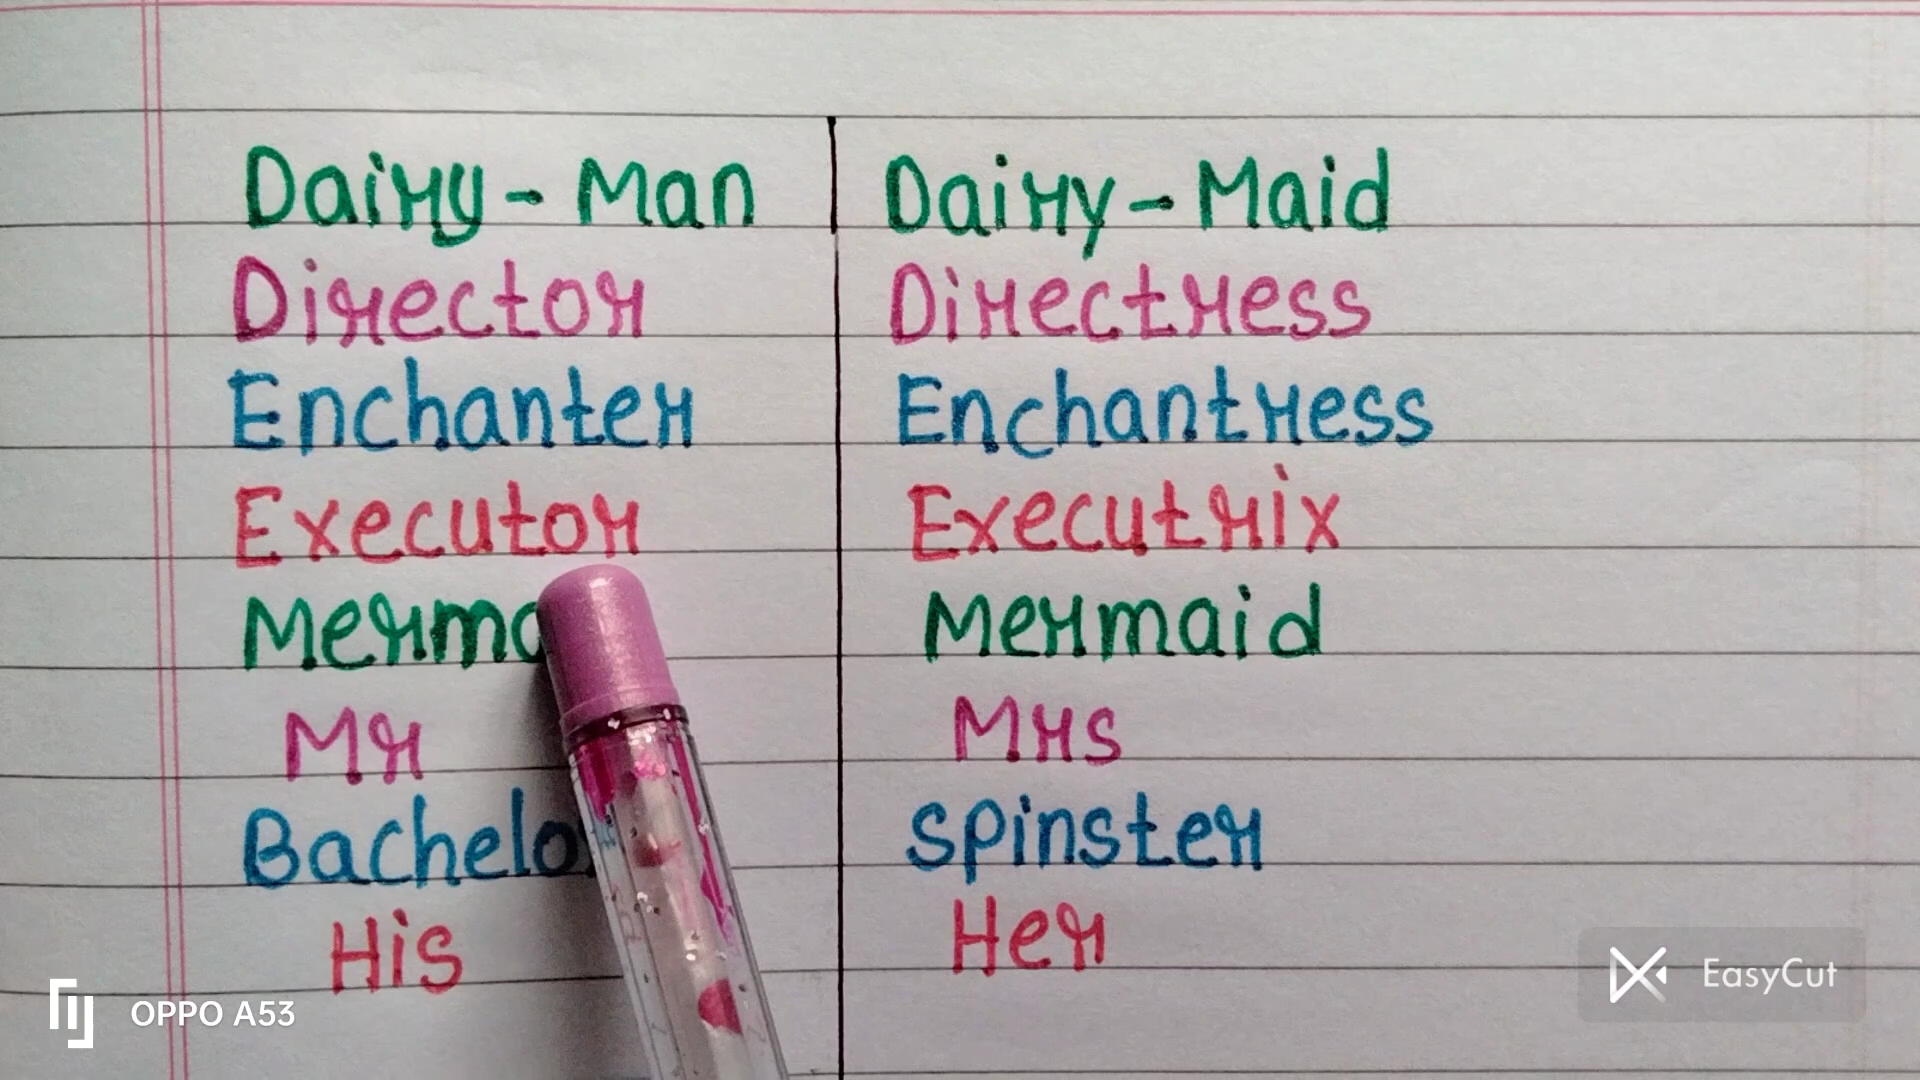 Dairy - Man Dairy - Maid
Director Directress
Enchanter Enchantress
Executor Executrix
Mermaid
Mr Mrs
Spinster
His Her
OPPO A53
EasyCut